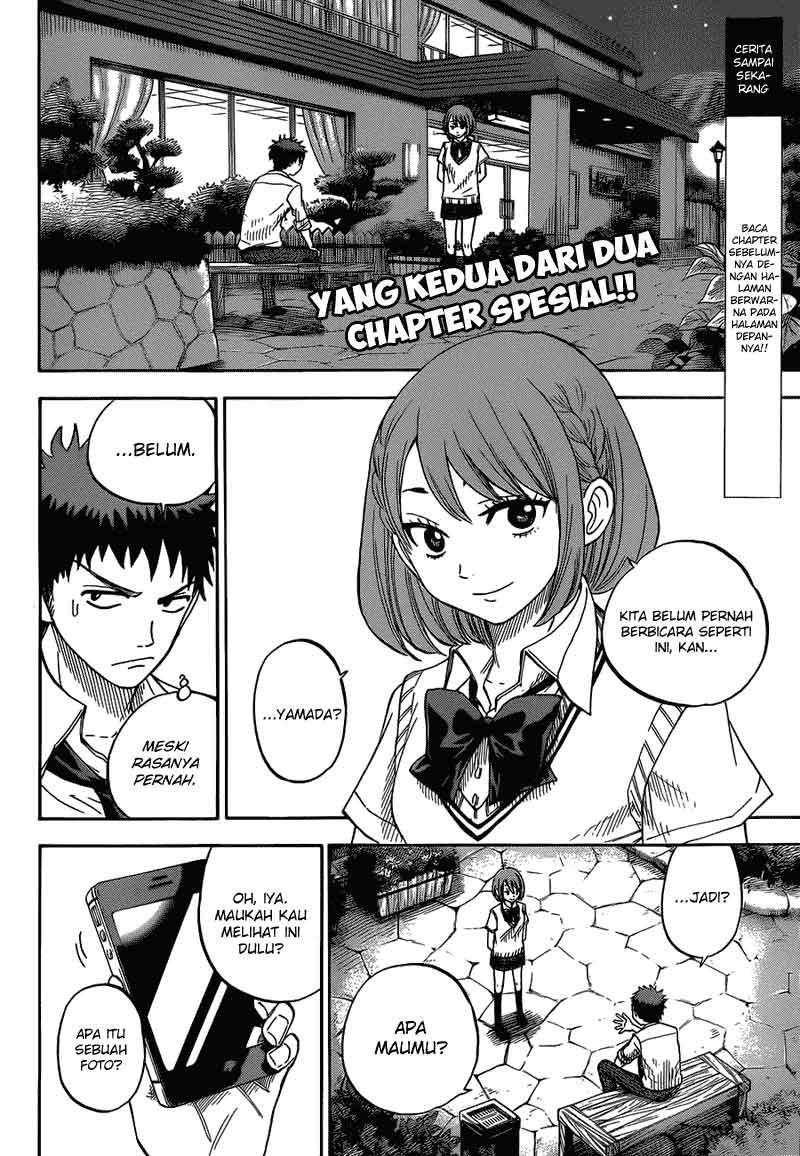 CERITA
SAMPAI
SEKA-
RANG
BACA
CHAPTER
SEBELUM-
NYA DE-
NGAN HA-
LAMAN
BERWAR-
NA PADA
HALAMAN
DEPAN-
NYA!!
YANG KEDUA DARI DUA
CHAPTER SPESIAL!!
KITA BELUM PERNAH
BERBICARA SEPERTI
INI, KAN...
...YAMADA?
...BELUM.
MESKI
RASANYA
PERNAH.
...JADI?
APA
MAUMU?
OH, IYA.
MAUKAH KAU
MELIHAT INI
DULU?
APA ITU
SEBUAH
FOTO?